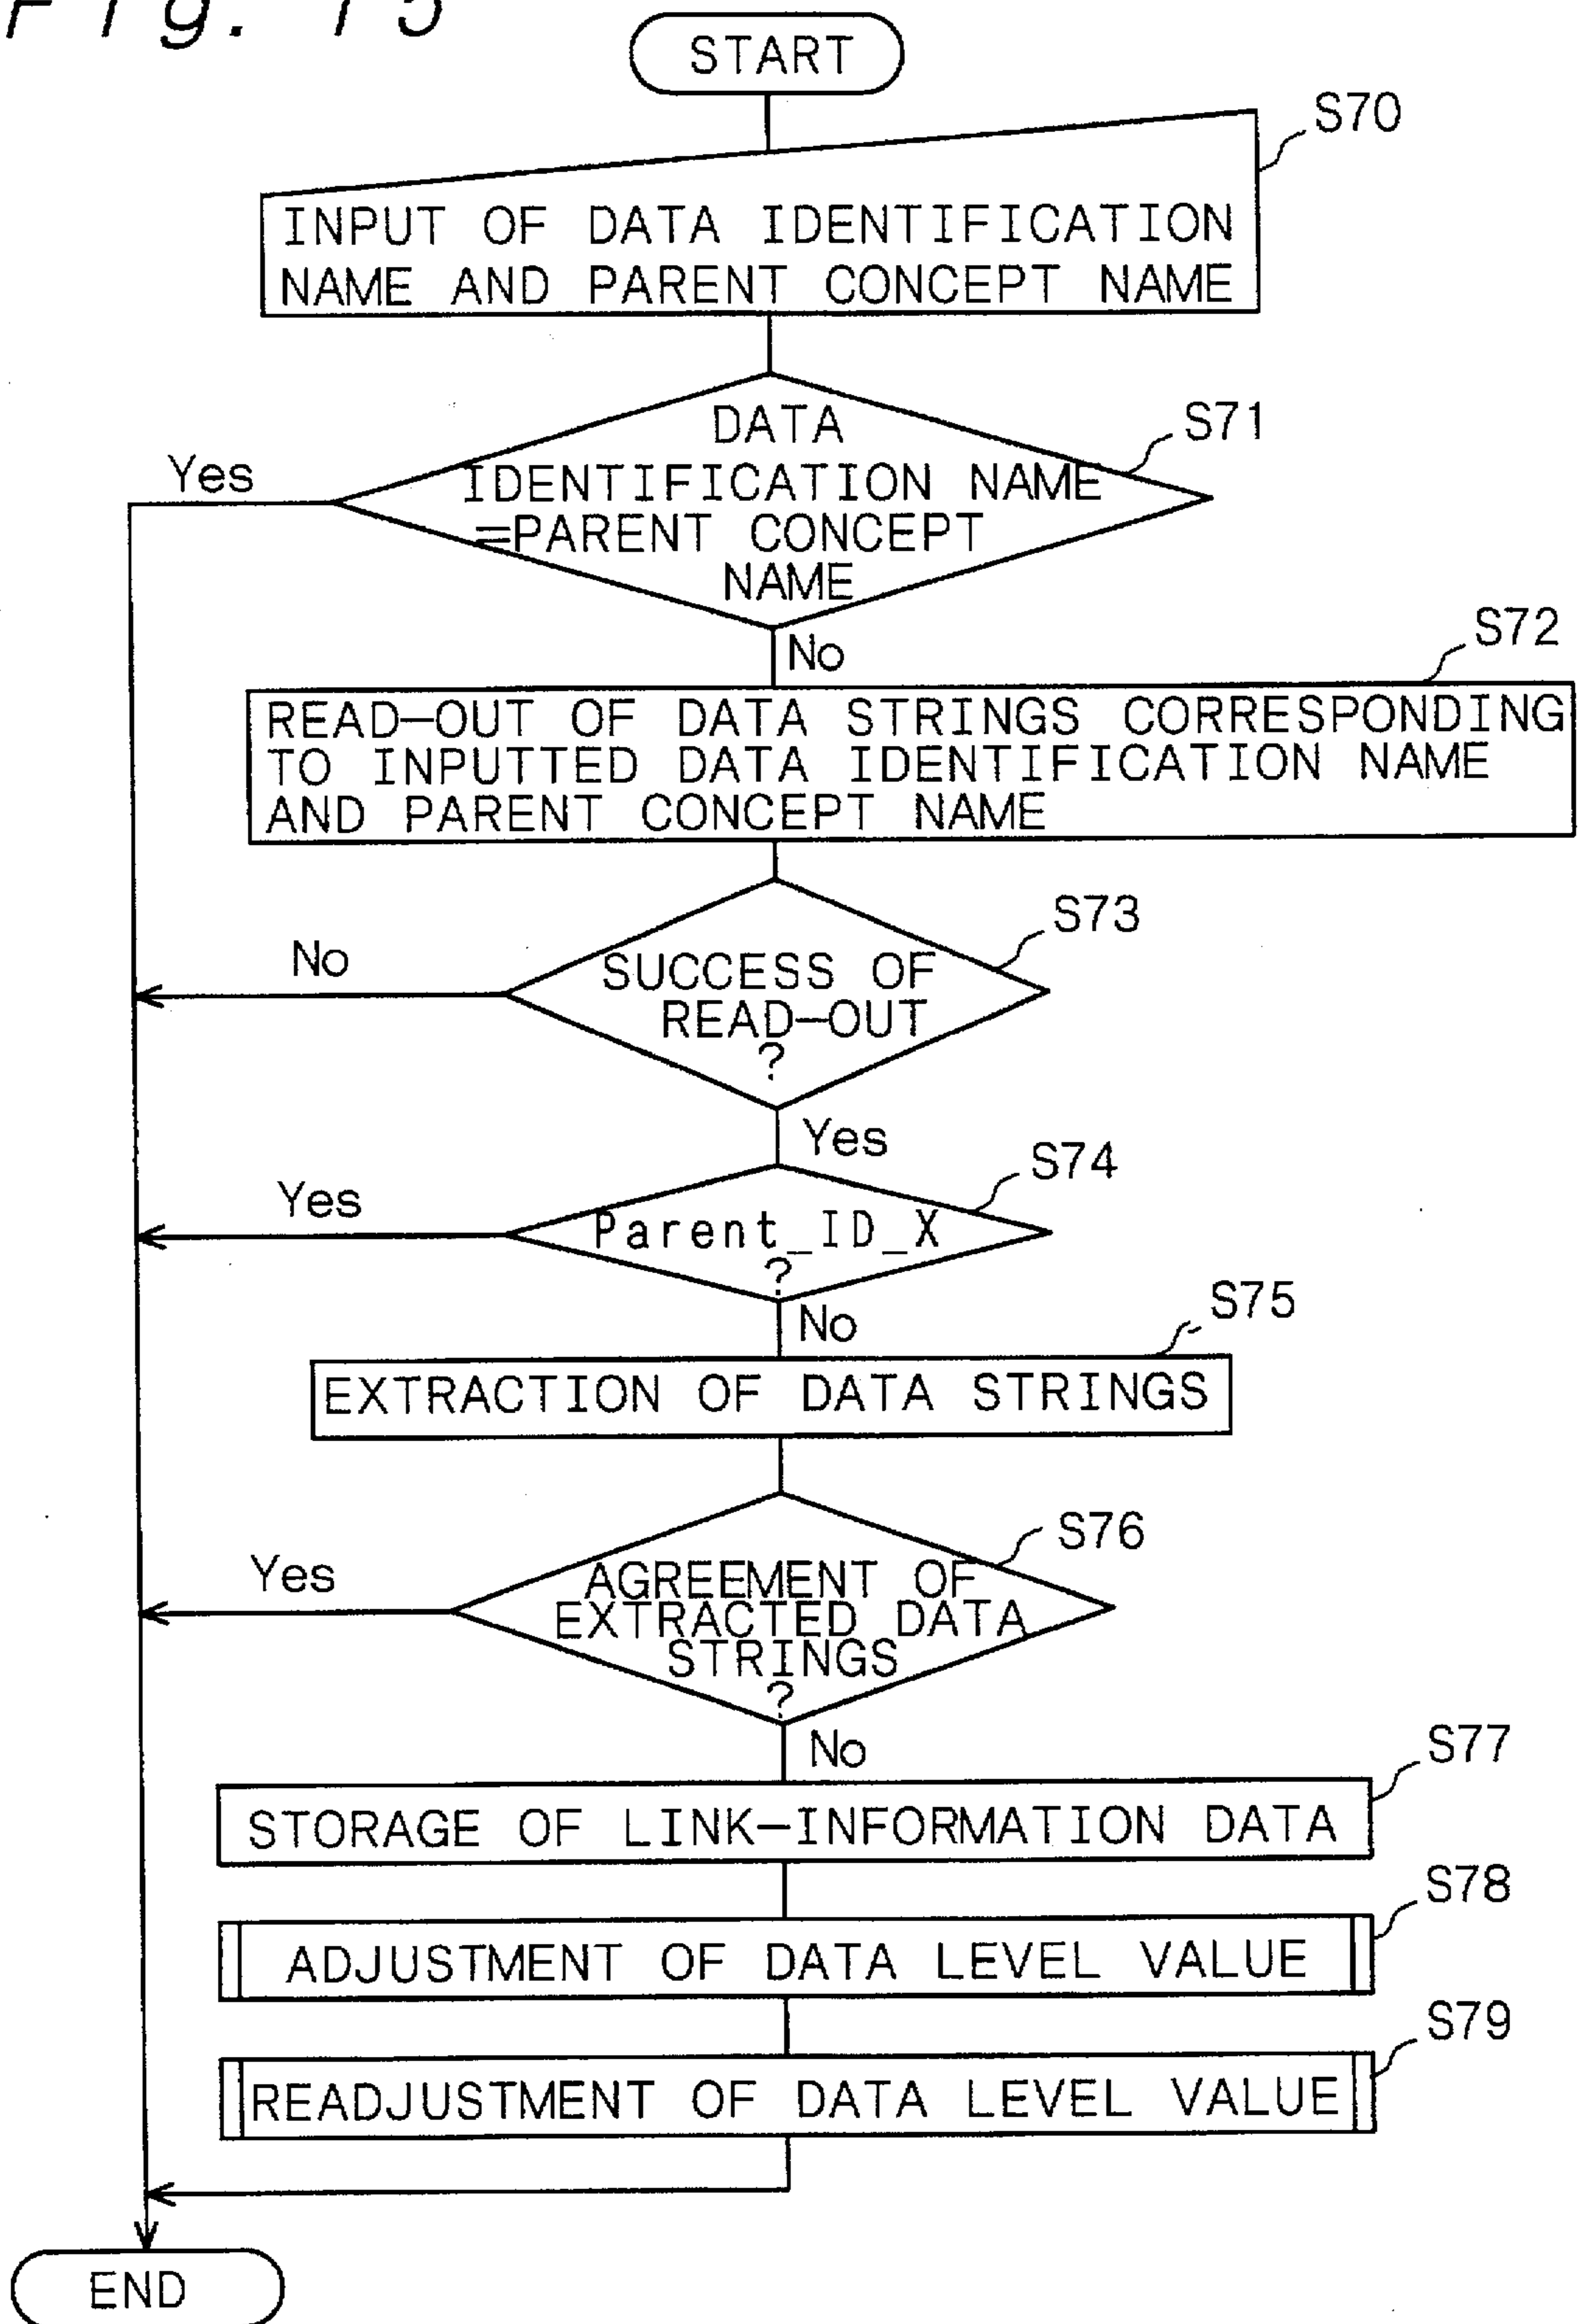 Fig. 15
START
S70
INPUT OF DATA IDENTIFICATION
NAME AND PARENT CONCEPT NAME
S71
DATA
IDENTIFICATION NAME
=PARENT CONCEPT
NAME
Yes
No
S72
READ-OUT OF DATA STRINGS CORRESPONDING
TO INPUTTED DATA IDENTIFICATION NAME
AND PARENT CONCEPT NAME
S73
No
SUCCESS OF
READ-OUT
?
Yes
S74
Yes
Parent_ID_X
?
No
S75
EXTRACTION OF DATA STRINGS
S76
Yes
AGREEMENT OF
EXTRACTED DATA
STRINGS
?
No
S77
STORAGE OF LINK-INFORMATION DATA
S78
ADJUSTMENT OF DATA LEVEL VALUE
S79
READJUSTMENT OF DATA LEVEL VALUE
END